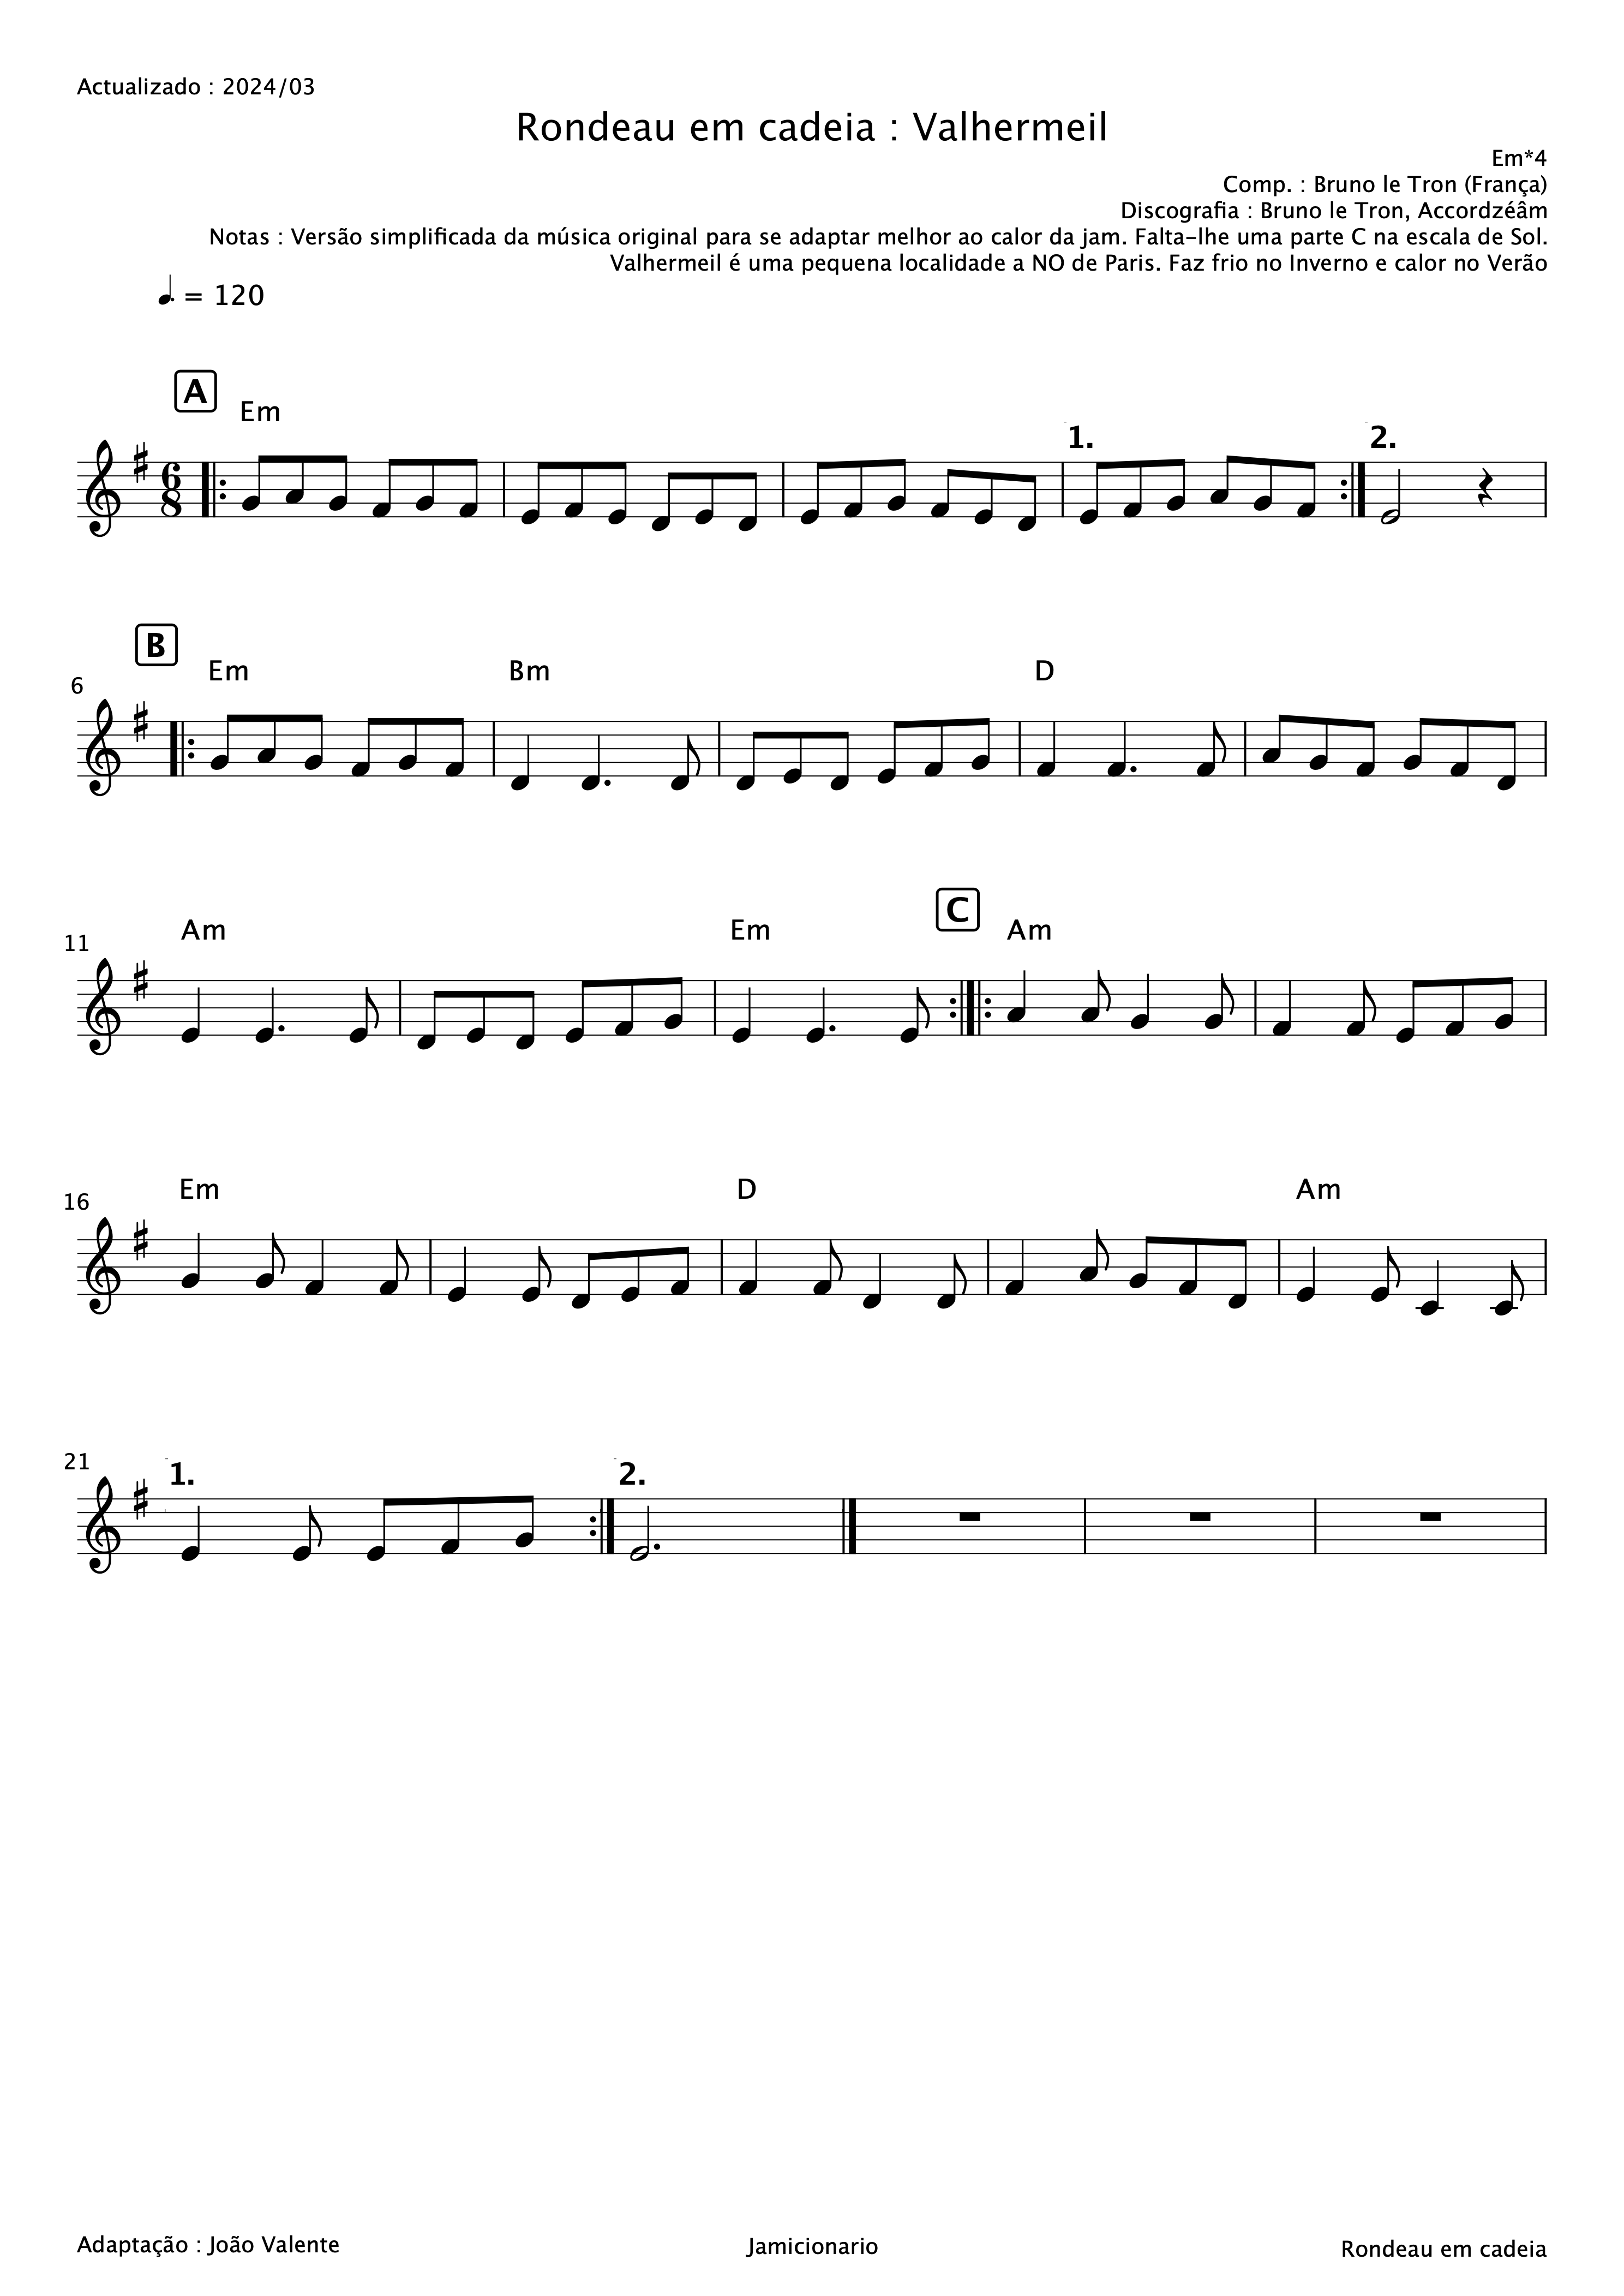 Actualizado : 2024/03
Rondeau em cadeia : Valhermeil
Em*4
Comp. : Bruno le Tron (França)
Discografia : Bruno le Tron, Accordzéâm
Notas : Versão simplificada da música original para se adaptar melhor ao calor da jam. Falta-lhe uma parte C na escala de Sol.
Valhermeil é uma pequena localidade a NO de Paris. Faz frio no Inverno e calor no Verão
= 120
A
Em
1. 2.
6
8
B
6 Em Bm D
C
11 Am Em Am
16 Em D Am
21 1. 2.
Adaptação : João Valente
Jamicionario
Rondeau em cadeia